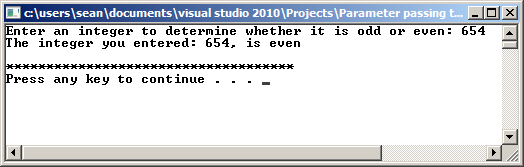 c:\users\sean\documents\visual studio 2010\Projects\Parameter passing t...
Enter an integer to determine whether it is odd or even: 654
The integer you entered: 654, is even
************************************
Press any key to continue . . . _